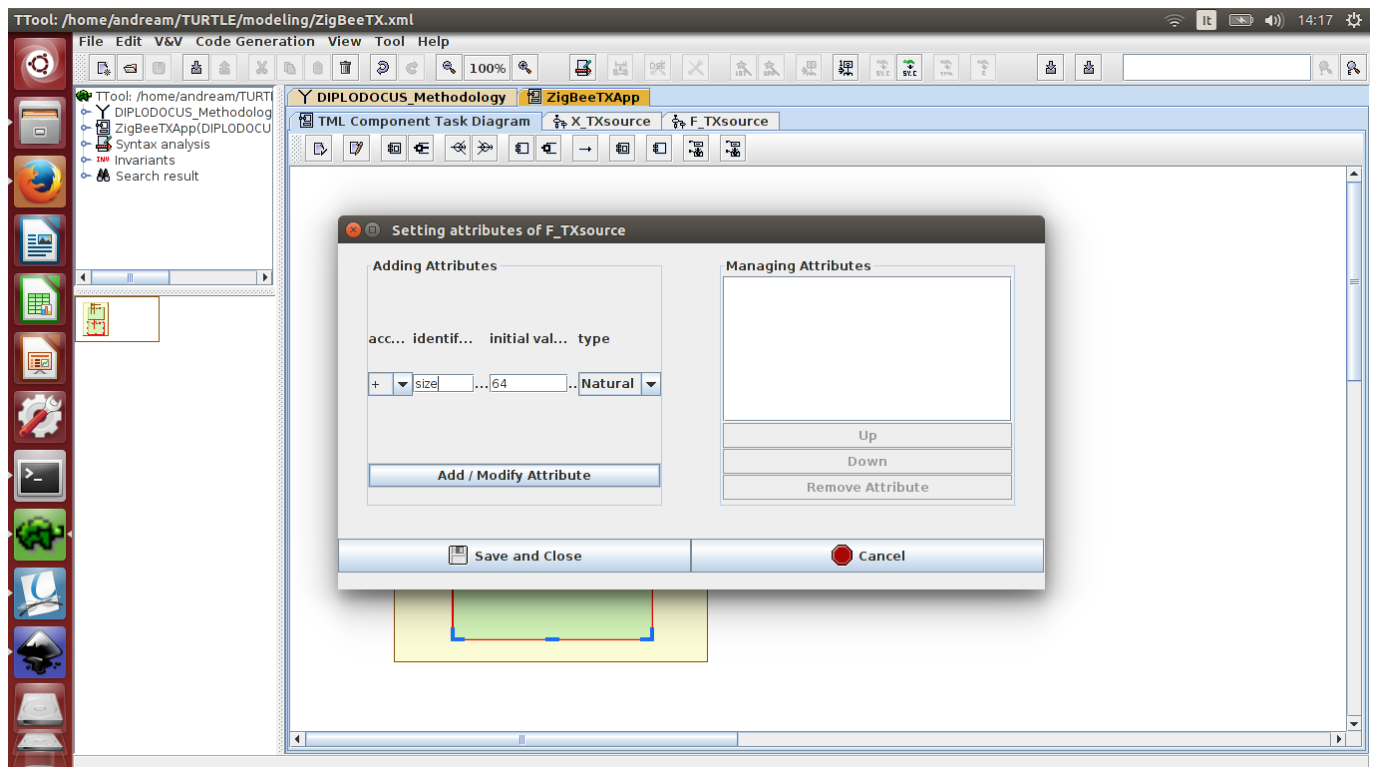 TTool: /home/andream/TURTLE/modeling/ZigBeeTX.xml
It
14:17
File Edit V&V Code Generation View Tool Help
100%
TTool: /home/andream/TURTl
DIPLODOCUS_Methodolog
ZigBeeTXApp(DIPLODOCU
Syntax analysis
INV Invariants
Search result
DIPLODOCUS_Methodology ZigBeeTXApp
TML Component Task Diagram X_TXsource F_TXsource
Setting attributes of F_TXsource
Adding Attributes
acc... identif... initial val... type
+ size ... 64 .. Natural
Add / Modify Attribute
Managing Attributes
Up
Down
Remove Attribute
Save and Close Cancel